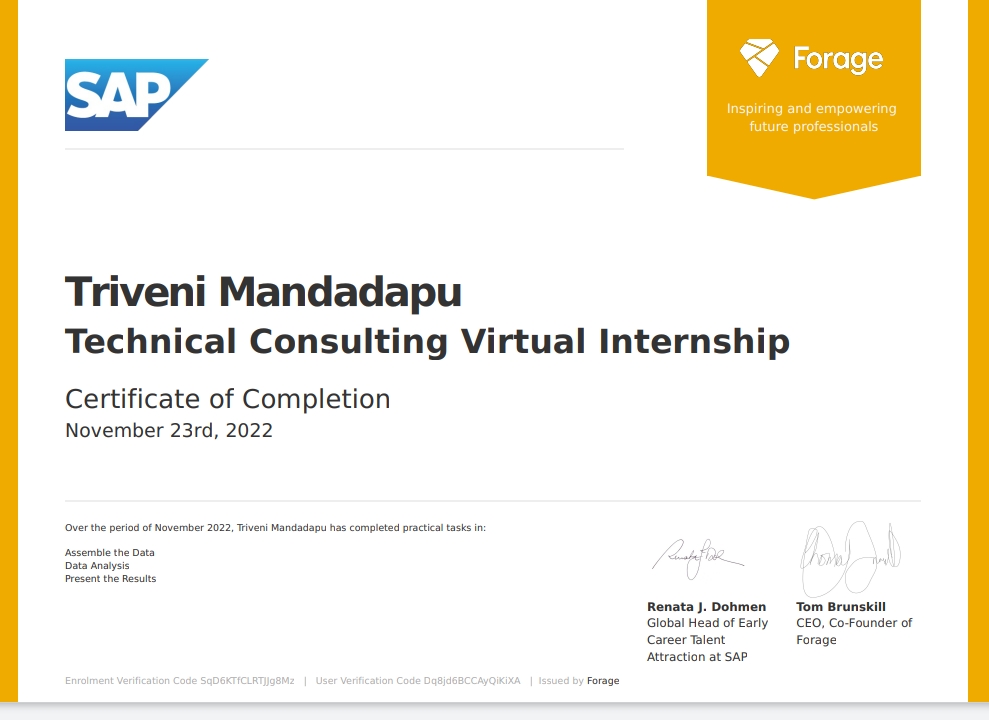 SAP
Forage
Inspiring and empowering
future professionals
Triveni Mandadapu
Technical Consulting Virtual Internship
Certificate of Completion
November 23rd, 2022
Over the period of November 2022, Triveni Mandadapu has completed practical tasks in:
Assemble the Data
Data Analysis
Present the Results
Renata J. Dohmen
Global Head of Early
Career Talent
Attraction at SAP
Tom Brunskill
CEO, Co-Founder of
Forage
Enrolment Verification Code SqD6KTfCLRTJJg8Mz | User Verification Code Dq8jd6BCCAyQiKiXA | Issued by Forage